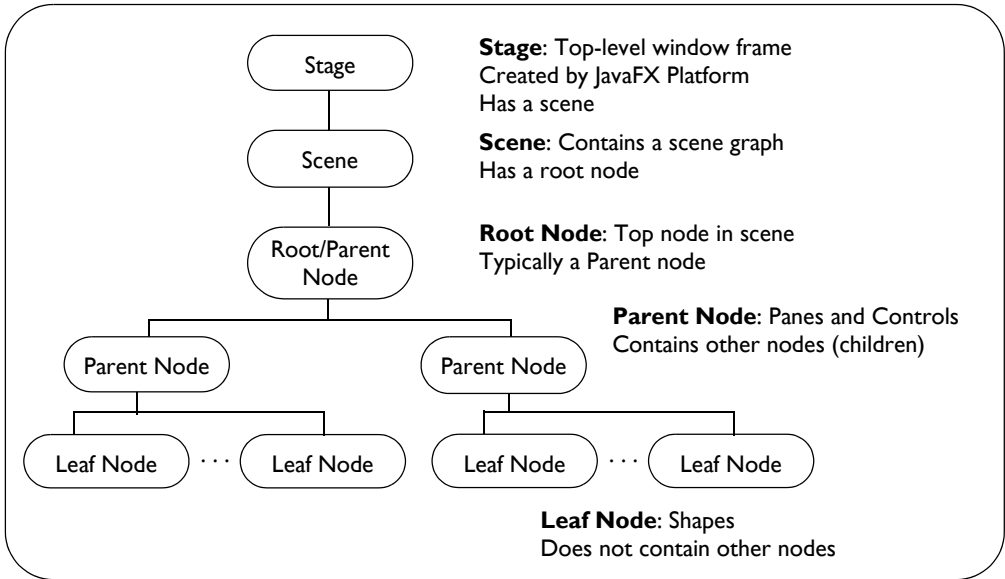 Stage
Stage: Top-level window frame
Created by JavaFX Platform
Has a scene
Scene
Scene: Contains a scene graph
Has a root node
Root/Parent
Node
Root Node: Top node in scene
Typically a Parent node
Parent Node: Panes and Controls
Contains other nodes (children)
Parent Node
Parent Node
Leaf Node ... Leaf Node
Leaf Node ... Leaf Node
Leaf Node: Shapes
Does not contain other nodes